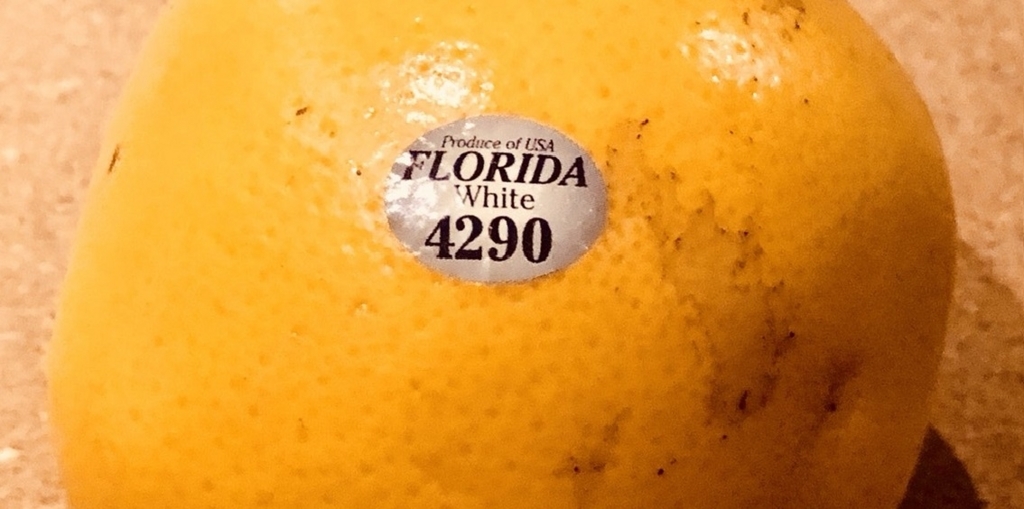 Produce of USA
FLORIDA
White
4290